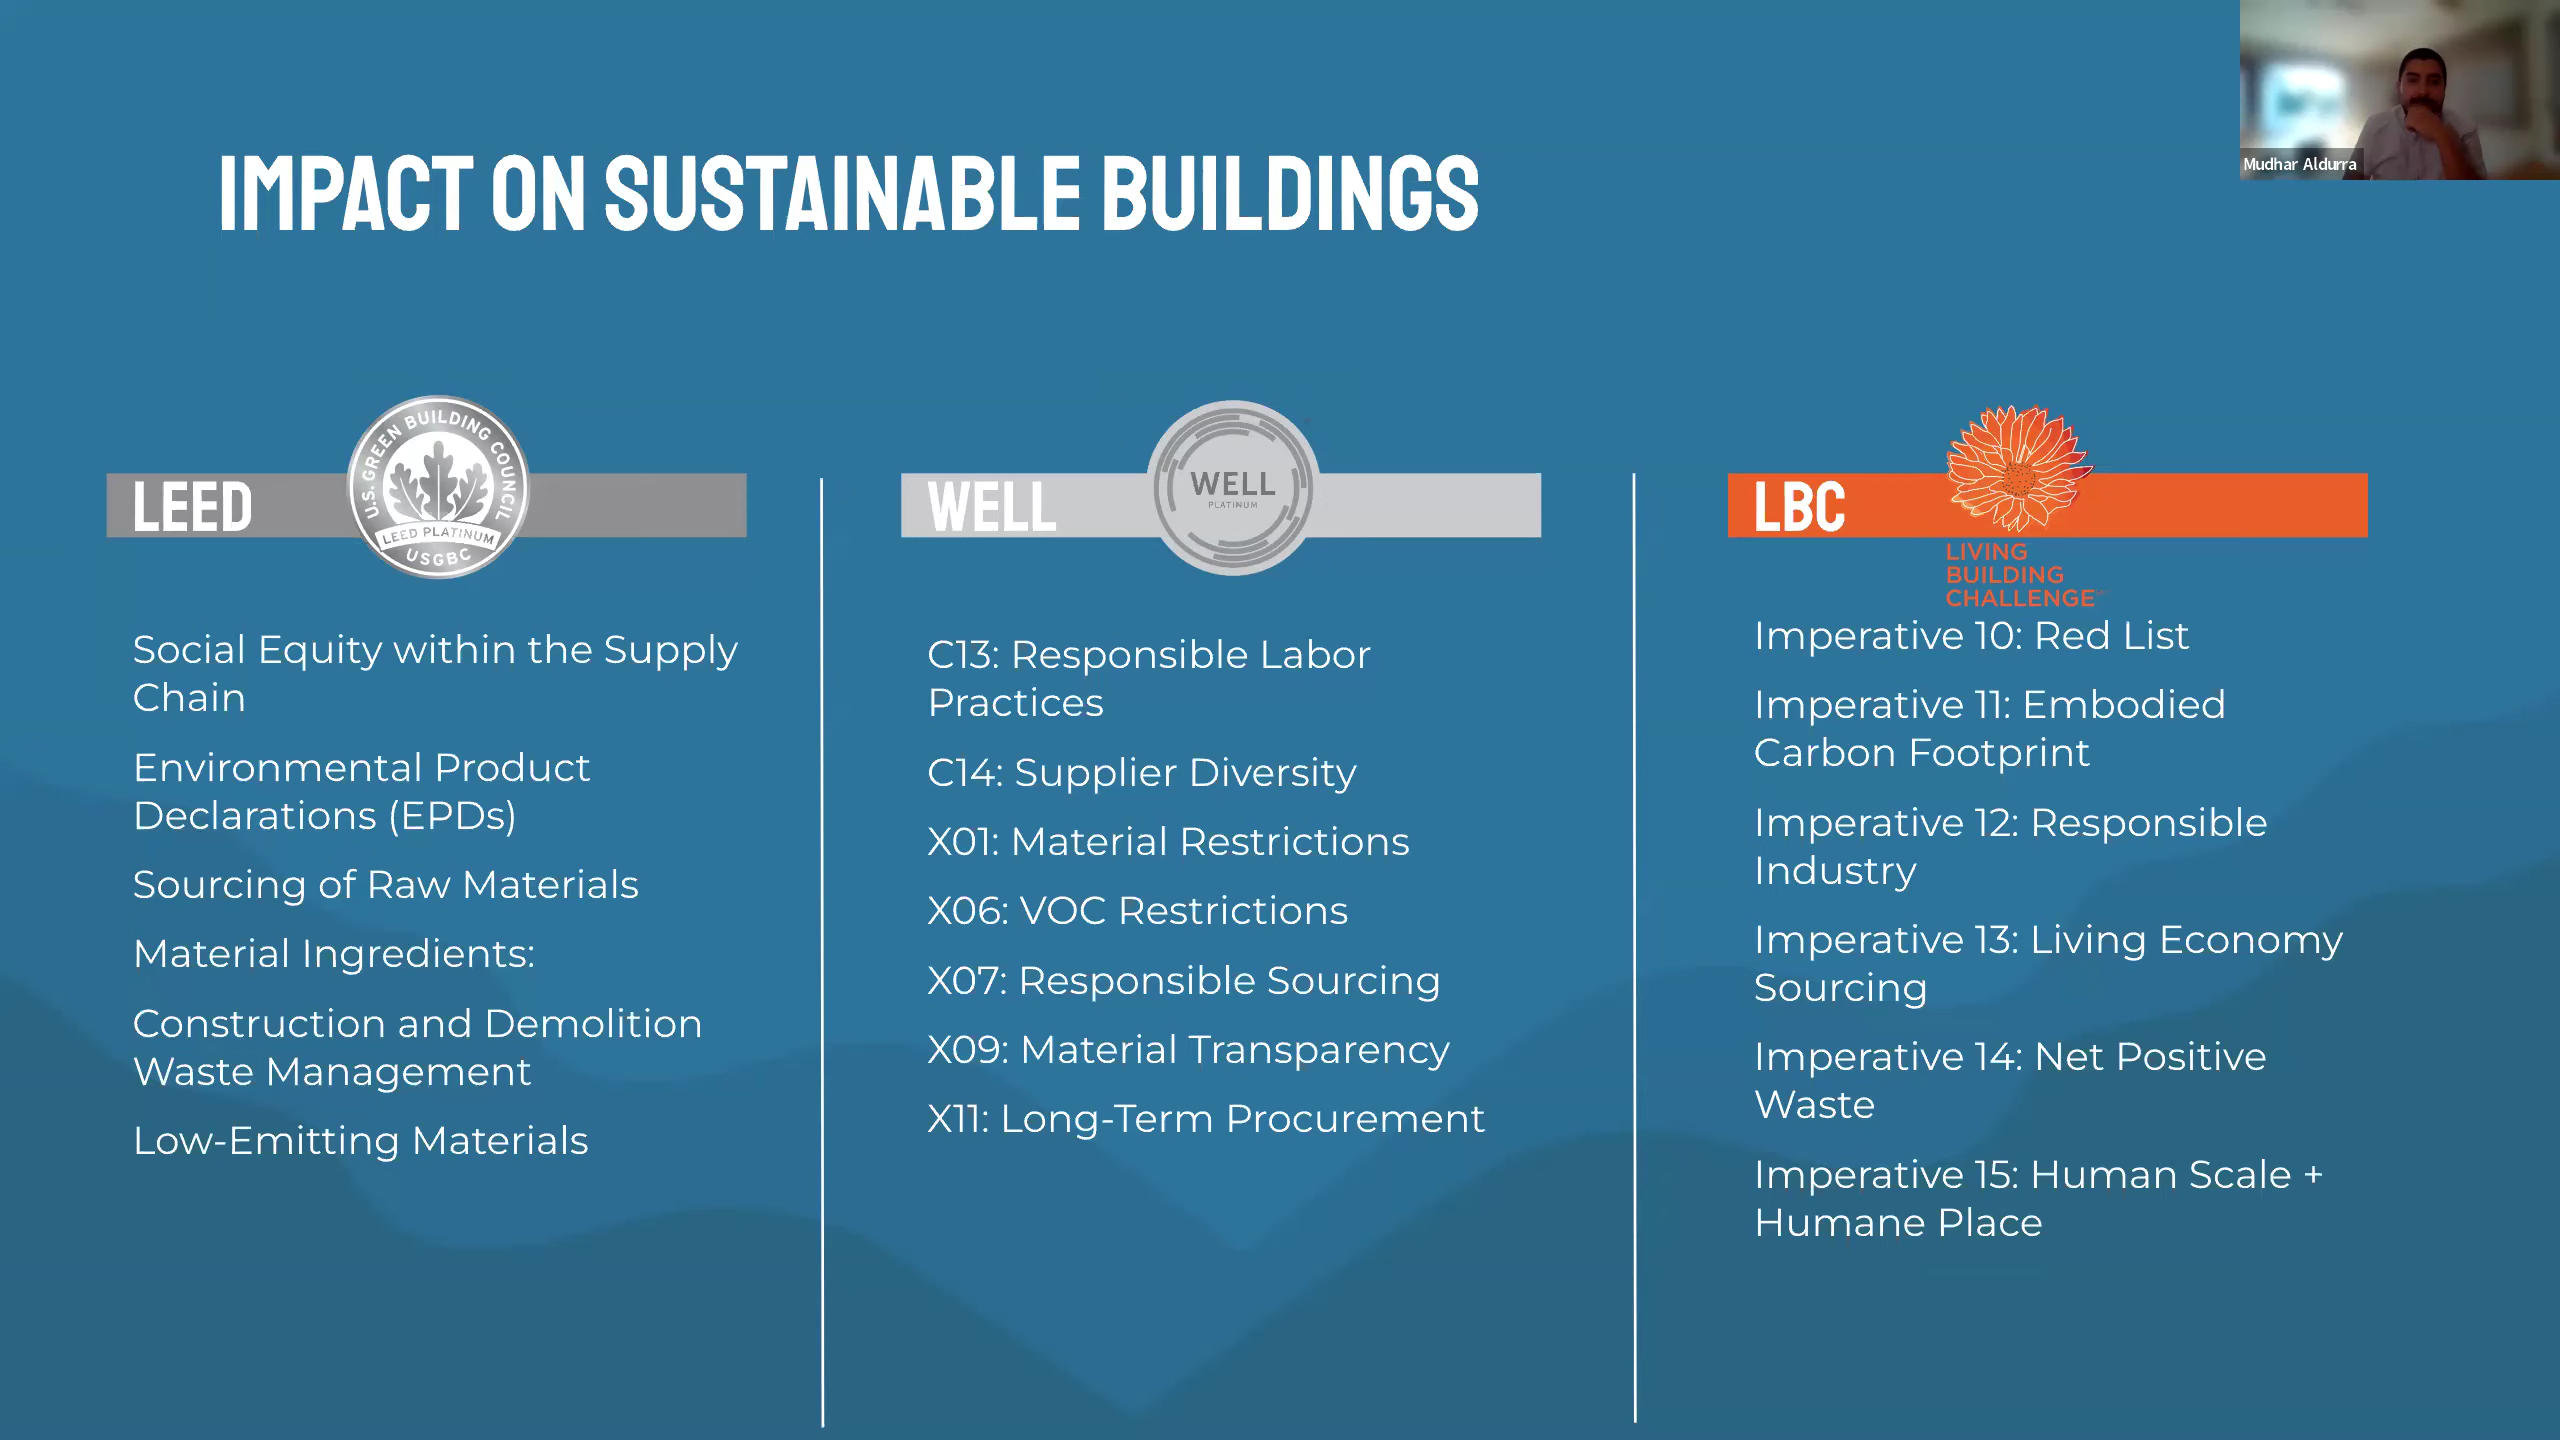 Mudhar Aldurra
IMPACT ON SUSTAINABLE BUILDINGS
LEED
U.S. GREEN BUILDING COUNCIL
LEED PLATINUM
USGBC
Social Equity within the Supply
Chain
Environmental Product
Declarations (EPDs)
Sourcing of Raw Materials
Material Ingredients:
Construction and Demolition
Waste Management
Low-Emitting Materials
WELL
WELL
PLATINUM
C13: Responsible Labor
Practices
C14: Supplier Diversity
X01: Material Restrictions
X06: VOC Restrictions
X07: Responsible Sourcing
X09: Material Transparency
X11: Long-Term Procurement
LBC
LIVING
BUILDING
CHALLENGE
Imperative 10: Red List
Imperative 11: Embodied
Carbon Footprint
Imperative 12: Responsible
Industry
Imperative 13: Living Economy
Sourcing
Imperative 14: Net Positive
Waste
Imperative 15: Human Scale +
Humane Place